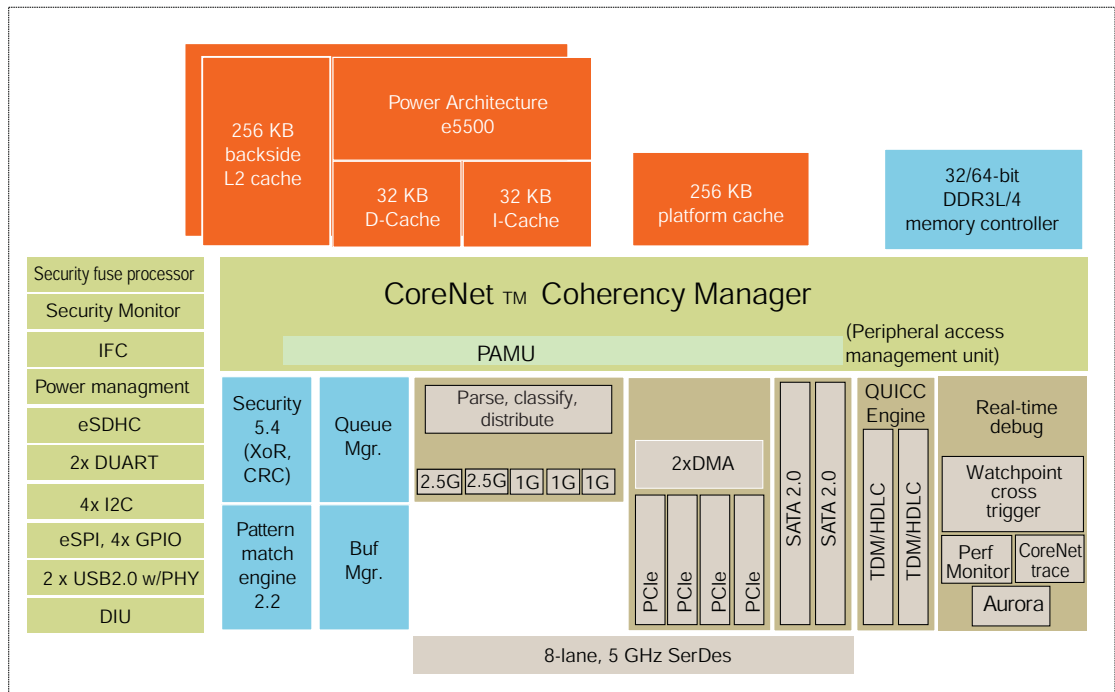 Power Architecture
e5500
256 KB
backside
L2 cache
32 KB
D-Cache
32 KB
I-Cache
256 KB
platform cache
32/64-bit
DDR3L/4
memory controller
Security fuse processor
Security Monitor
IFC
Power managment
eSDHC
2x DUART
4x I2C
eSPI, 4x GPIO
2 x USB2.0 w/PHY
DIU
CoreNet TM Coherency Manager
PAMU
(Peripheral access
management unit)
Security
5.4
(XoR,
CRC)
Queue
Mgr.
Pattern
match
engine
2.2
Buf
Mgr.
Parse, classify,
distribute
2.5G
2.5G
1G
1G
1G
2xDMA
PCIe
PCIe
PCIe
PCIe
SATA 2.0
SATA 2.0
QUICC
Engine
TDM/HDLC
TDM/HDLC
Real-time
debug
Watchpoint
cross
trigger
Perf
Monitor
CoreNet
trace
Aurora
8-lane, 5 GHz SerDes